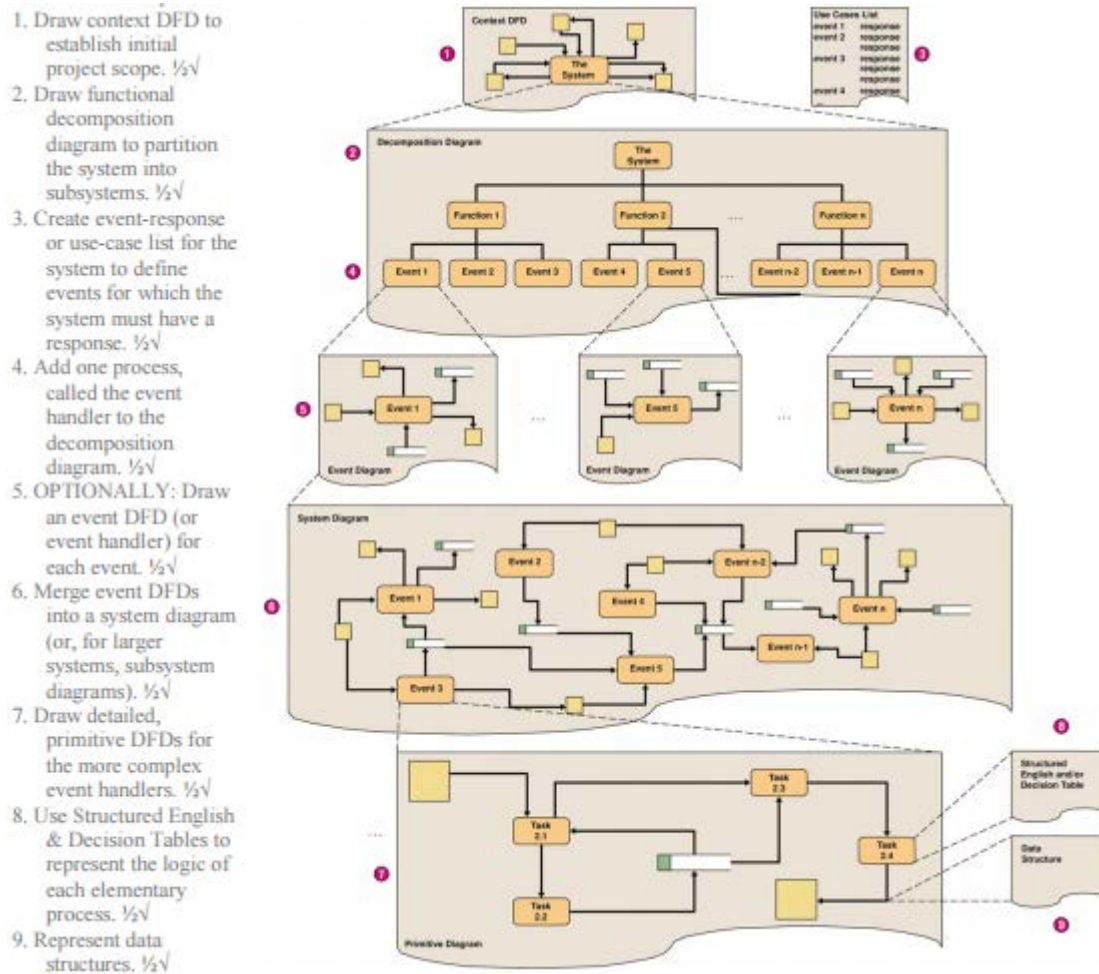 1. Draw context DFD to
establish initial
project scope. ½√
2. Draw functional
decomposition
diagram to partition
the system into
subsystems. ½√
3. Create event-response
or use-case list for the
system to define
events for which the
system must have a
response. ½√
4. Add one process,
called the event
handler to the
decomposition
diagram. ½√
5. OPTIONALLY: Draw
an event DFD (or
event handler) for
each event. ½√
6. Merge event DFDs
into a system diagram
(or, for larger
systems, subsystem
diagrams). ½√
7. Draw detailed,
primitive DFDs for
the more complex
event handlers. ½√
8. Use Structured English
& Decision Tables to
represent the logic of
each elementary
process. ½√
9. Represent data
structures. ½√
Context DFD
1
The
System
Use Cases List
event 1 response
event 2 response
response
event 3 response
response
response
event 4 response
...
3
Decomposition Diagram
2
The
System
Function 1
Function 2
....
Function n
4
Event 1
Event 2
Event 3
Event 4
Event 5
...
Event n-2
Event n-1
Event n
5
Event 1
Event Diagram
...
Event 5
Event Diagram
...
Event n
Event Diagram
System Diagram
6
Event 1
Event 2
Event n-2
Event 4
Event n
Event n-1
Event 5
Event 3
...
7
Task
2.1
Task
2.2
Task
2.3
Task
2.4
Primitive Diagram
8
Structured
English and/or
Decision Table
Data
Structure
9